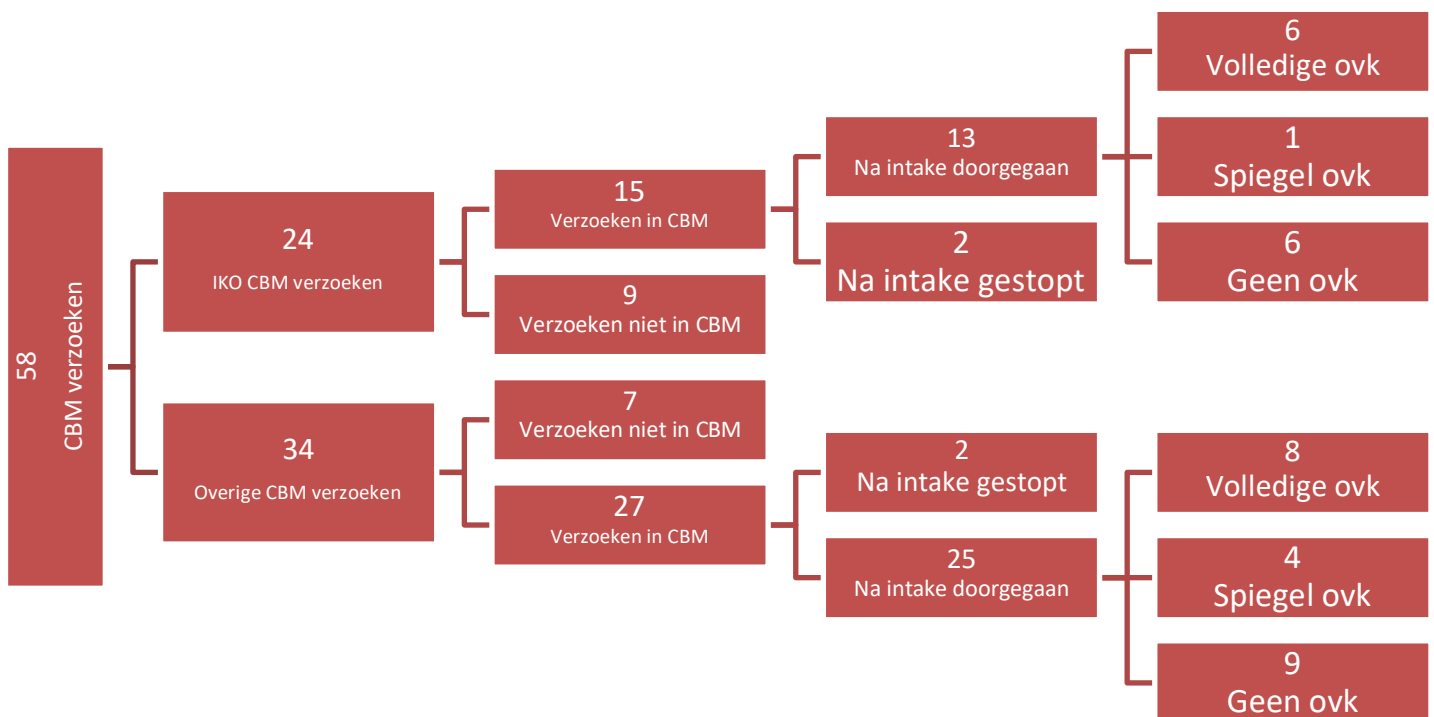 58
CBM verzoeken
24
IKO CBM verzoeken
15
Verzoeken in CBM
13
Na intake doorgegaan
6
Volledige ovk
1
Spiegel ovk
6
Geen ovk
2
Na intake gestopt
9
Verzoeken niet in CBM
34
Overige CBM verzoeken
7
Verzoeken niet in CBM
27
Verzoeken in CBM
2
Na intake gestopt
25
Na intake doorgegaan
8
Volledige ovk
4
Spiegel ovk
9
Geen ovk